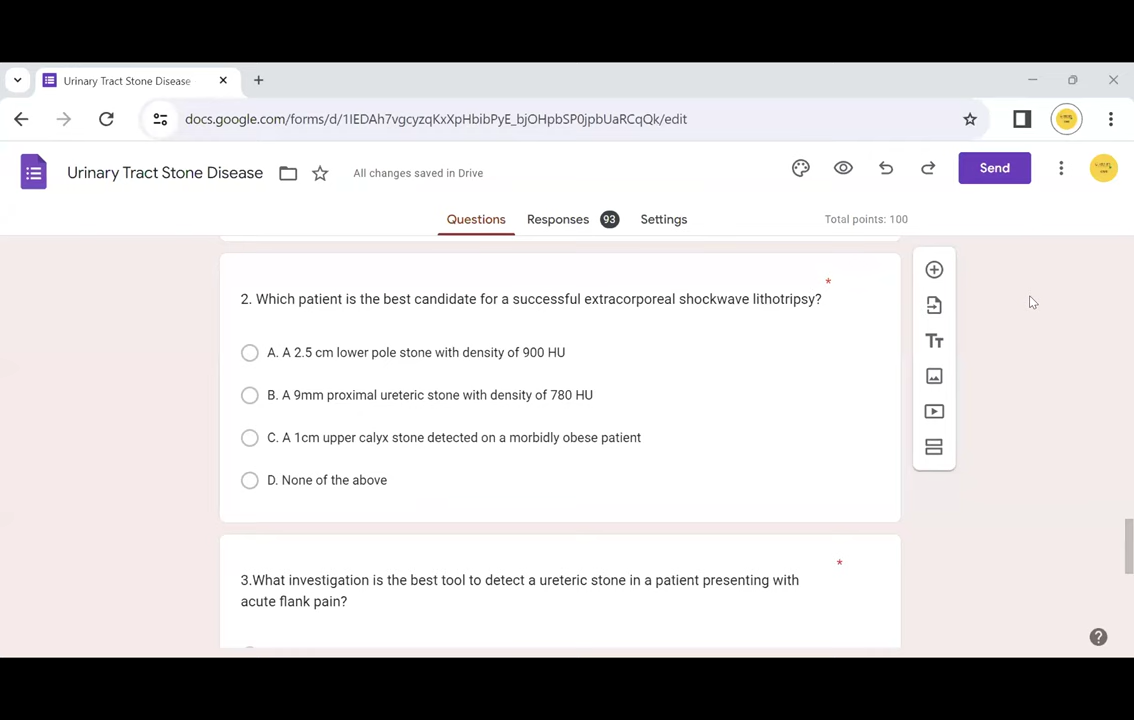 Urinary Tract Stone Disease
docs.google.com/forms/d/1IEDAh7vgcyzqKxXpHbibPyE_bjOHpbSP0jpbUaRCqQk/edit
Urinary Tract Stone Disease
All changes saved in Drive
Send
Questions
Responses 93
Settings
Total points: 100
*
2. Which patient is the best candidate for a successful extracorporeal shockwave lithotripsy?
A. A 2.5 cm lower pole stone with density of 900 HU
B. A 9mm proximal ureteric stone with density of 780 HU
C. A 1cm upper calyx stone detected on a morbidly obese patient
D. None of the above
*
3.What investigation is the best tool to detect a ureteric stone in a patient presenting with
acute flank pain?